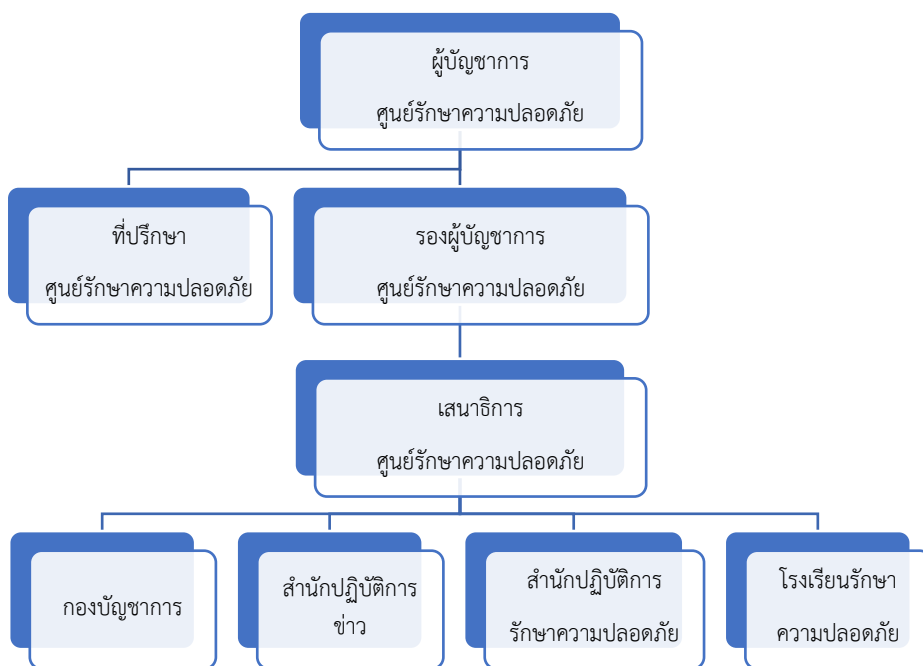 ผู้บัญชาการ
ศูนย์รักษาความปลอดภัย
ที่ปรึกษา
ศูนย์รักษาความปลอดภัย
รองผู้บัญชาการ
ศูนย์รักษาความปลอดภัย
เสนาธิการ
ศูนย์รักษาความปลอดภัย
กองบัญชาการ
สำนักปฏิบัติการ
ข่าว
สำนักปฏิบัติการ
รักษาความปลอดภัย
โรงเรียนรักษา
ความปลอดภัย